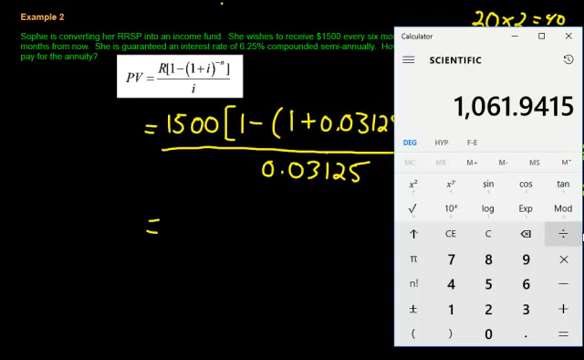 Example 2
20 × 2 = 40
Sophie is converting her RRSP into an income fund. She wishes to receive $1500 every six
months from now. She is guaranteed an interest rate of 6.25% compounded semi-annually.
pay for the annuity?
PV = R[1-(1+i)^-n] / i
= 1500[1-(1+0.0312
0.03125
=
Calculator
SCIENTIFIC
1,061.9415
DEG HYP F-E
MC MR M+ M- MS M˅
x² xʸ sin cos tan
√ 10ˣ log Exp Mod
↑ CE C ⌫ ÷
π 7 8 9 ×
n! 4 5 6 −
± 1 2 3 +
( ) 0 . =